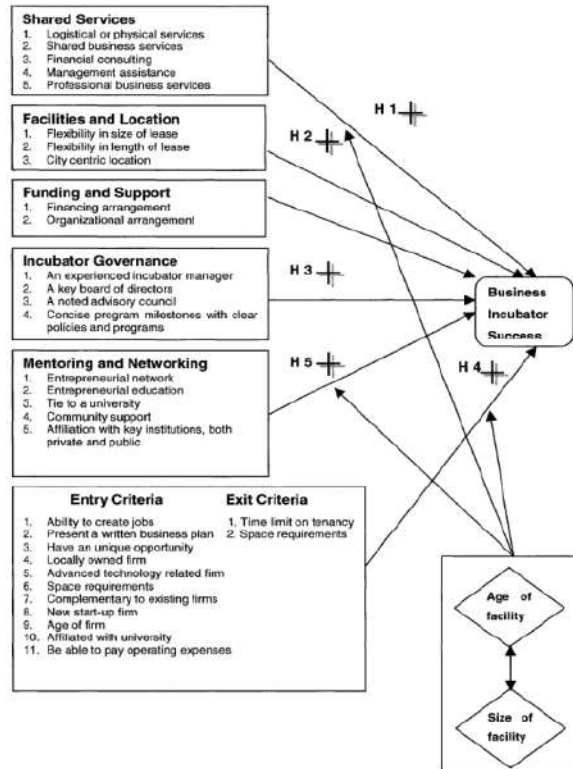 Shared Services
1. Logistical or physical services
2. Shared business services
3. Financial consulting
4. Management assistance
5. Professional business services
H 1
H 2
Facilities and Location
1. Flexibility in size of lease
2. Flexibility in length of lease
3. City centric location
Funding and Support
1. Financing arrangement
2. Organizational arrangement
Incubator Governance
1. An experienced incubator manager
2. A key board of directors
3. A noted advisory council
4. Concise program milestones with clear
policies and programs
H 3
Business
Incubator
Success
Mentoring and Networking
1. Entrepreneurial network
2. Entrepreneurial education
3. Tie to a university
4. Community support
5. Affiliation with key institutions, both
private and public
H 5
H 4
Entry Criteria
1. Ability to create jobs
2. Present a written business plan
3. Have an unique opportunity
4. Locally owned firm
5. Advanced technology related firm
6. Space requirements
7. Complementary to existing firms
8. New start-up firm
9. Age of firm
10. Affiliated with university
11. Be able to pay operating expenses
Exit Criteria
1. Time limit on tenancy
2. Space requirements
Age of
facility
Size of
facility